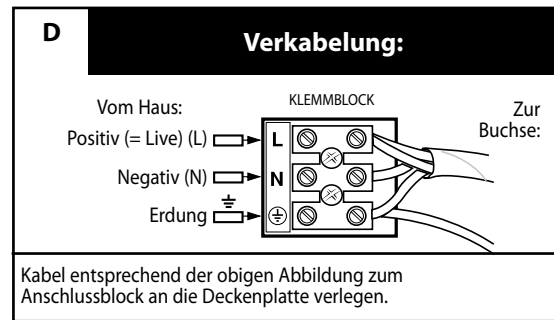 D
Verkabelung:
Vom Haus:
KLEMMBLOCK
Zur
Buchse:
Positiv (= Live) (L)
L
Negativ (N)
N
Erdung
Kabel entsprechend der obigen Abbildung zum
Anschlussblock an die Deckenplatte verlegen.